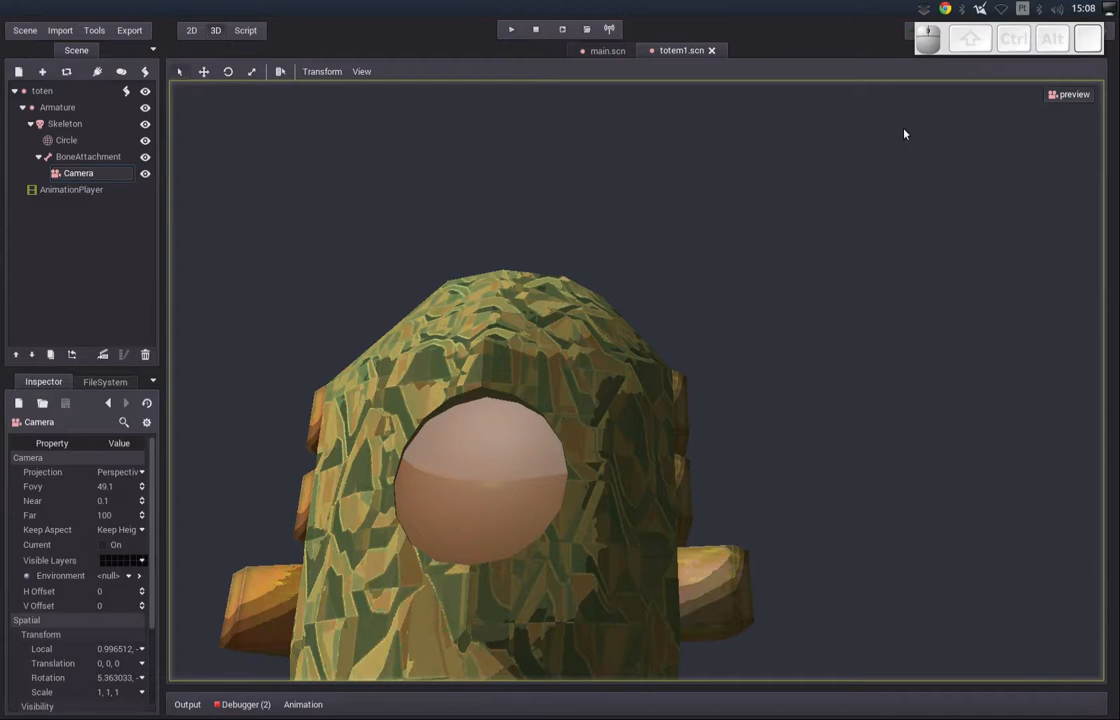 Pt 15:08
Scene Import Tools Export 2D 3D Script
Ctrl Alt
Scene main.scn totem1.scn
Transform View
toten
preview
Armature
Skeleton
Circle
BoneAttachment
Camera
AnimationPlayer
Inspector FileSystem
Camera
Property Value
Camera
Projection Perspectiv
Fovy 49.1
Near 0.1
Far 100
Keep Aspect Keep Heig
Current On
Visible Layers
Environment <null>
H Offset 0
V Offset 0
Spatial
Transform
Local 0.996512, -
Translation 0, 0, 0
Rotation 5.363033, -
Scale 1, 1, 1
Visibility
Output Debugger (2) Animation